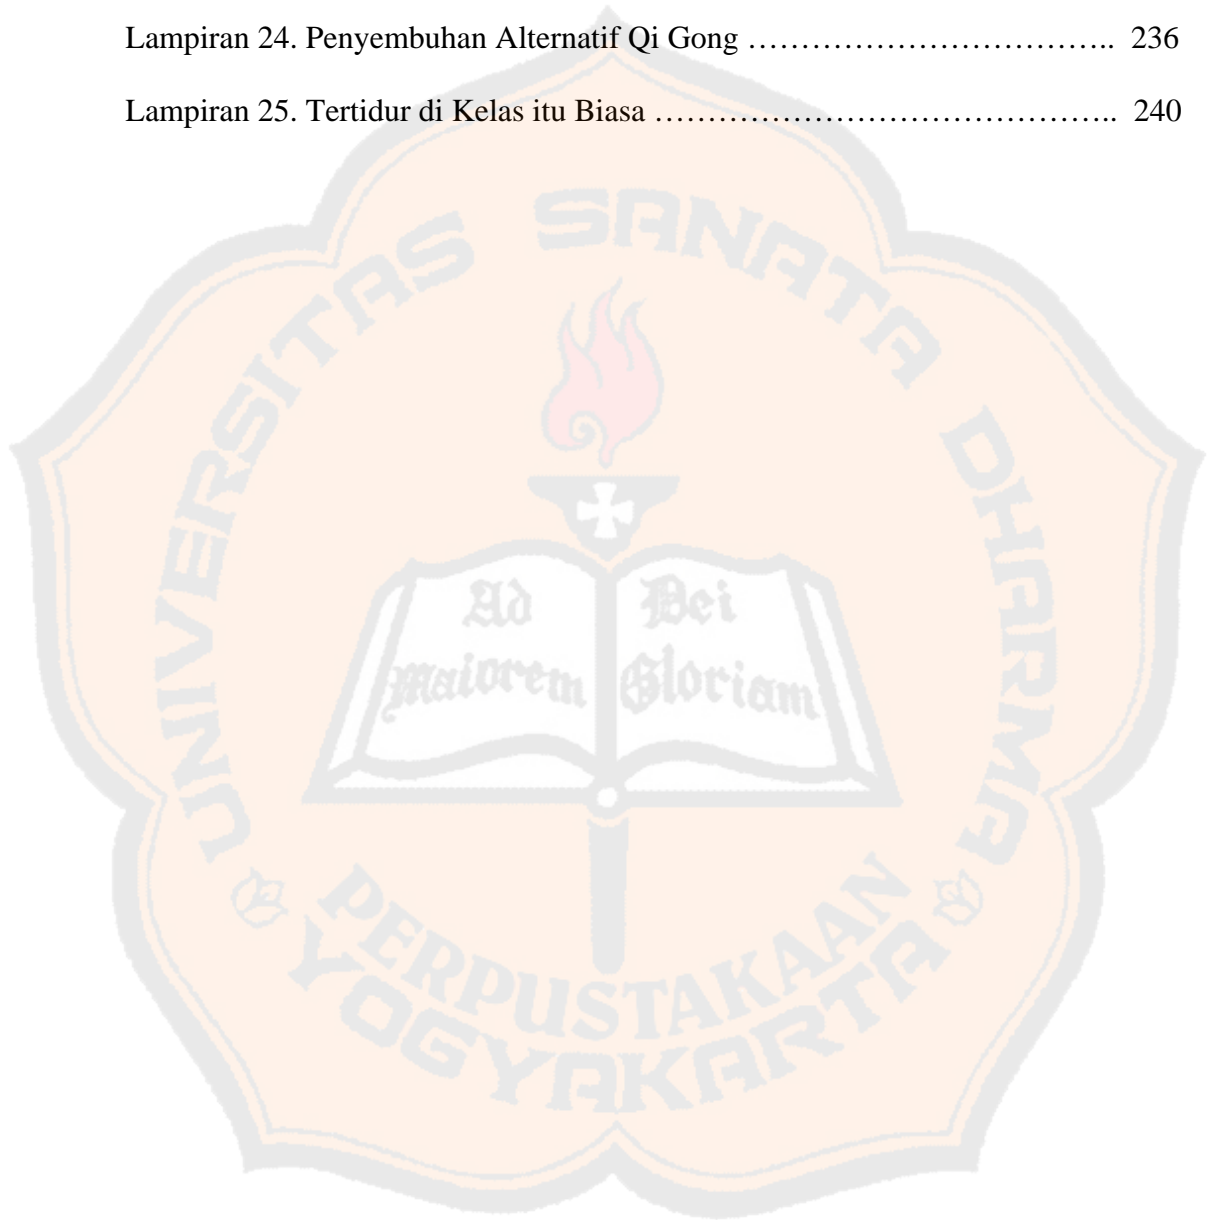 Lampiran 24. Penyembuhan Alternatif Qi Gong …………………………….. 236
Lampiran 25. Tertidur di Kelas itu Biasa …………………………………….. 240
UNIVERSITAS SANATA DHARMA
Ad Dei
Maiorem Gloriam
PERPUSTAKAAN
YOGYAKARTA